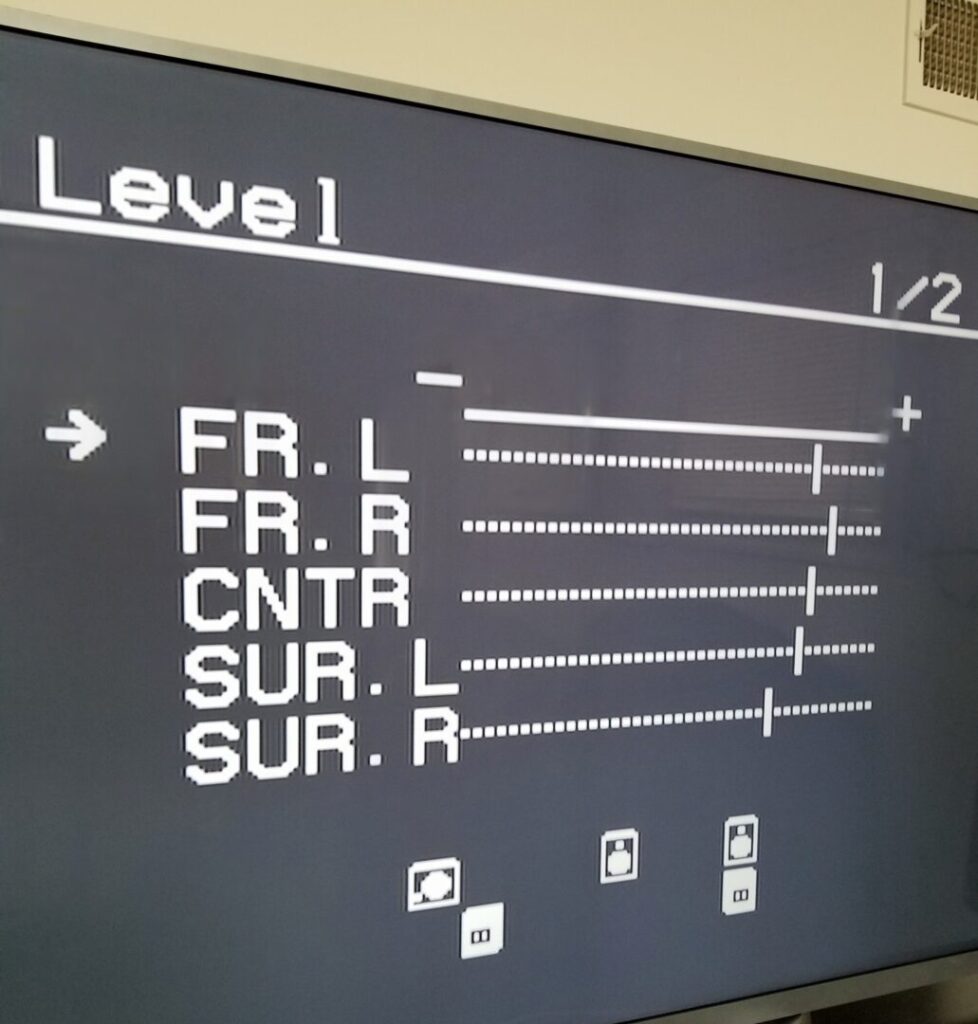 Level
1/2
− +
→ FR. L
FR. R
CNTR
SUR. L
SUR. R